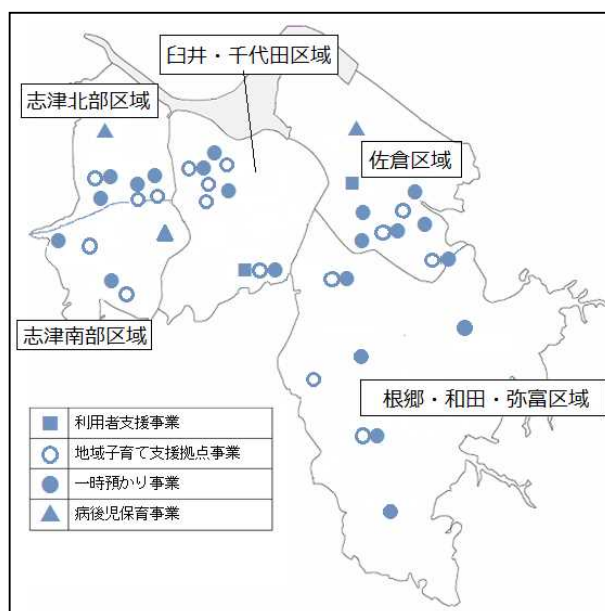 臼井・千代田区域
志津北部区域
佐倉区域
志津南部区域
根郷・和田・弥富区域
利用者支援事業
地域子育て支援拠点事業
一時預かり事業
病後児保育事業